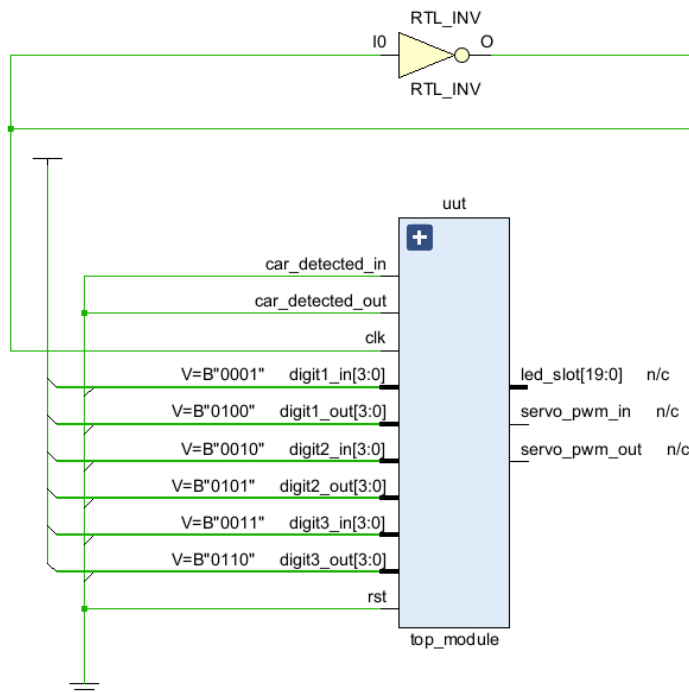 RTL_INV
I0
O
RTL_INV
uut
car_detected_in
car_detected_out
clk
V=B"0001" digit1_in[3:0] led_slot[19:0] n/c
V=B"0100" digit1_out[3:0] servo_pwm_in n/c
V=B"0010" digit2_in[3:0] servo_pwm_out n/c
V=B"0101" digit2_out[3:0]
V=B"0011" digit3_in[3:0]
V=B"0110" digit3_out[3:0]
rst
top_module